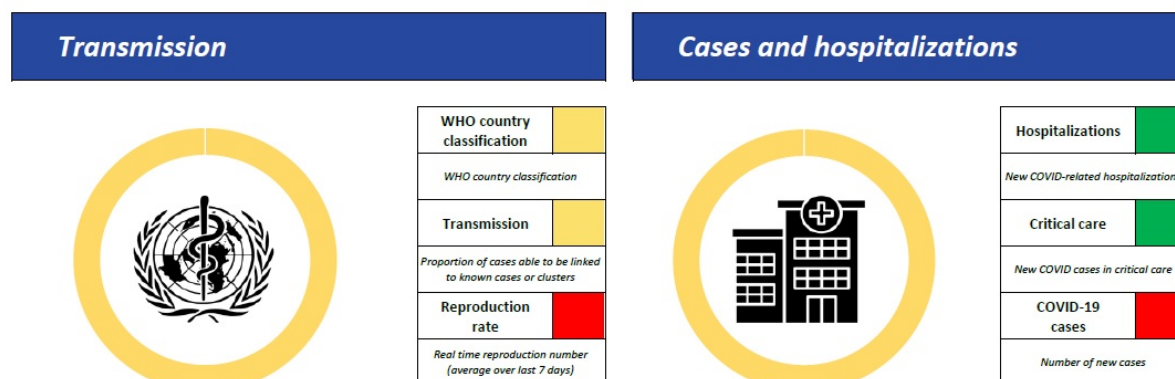 Transmission
WHO country
classification
WHO country classification
Transmission
Proportion of cases able to be linked
to known cases or clusters
Reproduction
rate
Real time reproduction number
(average over last 7 days)
Cases and hospitalizations
Hospitalizations
New COVID-related hospitalization
Critical care
New COVID cases in critical care
COVID-19
cases
Number of new cases